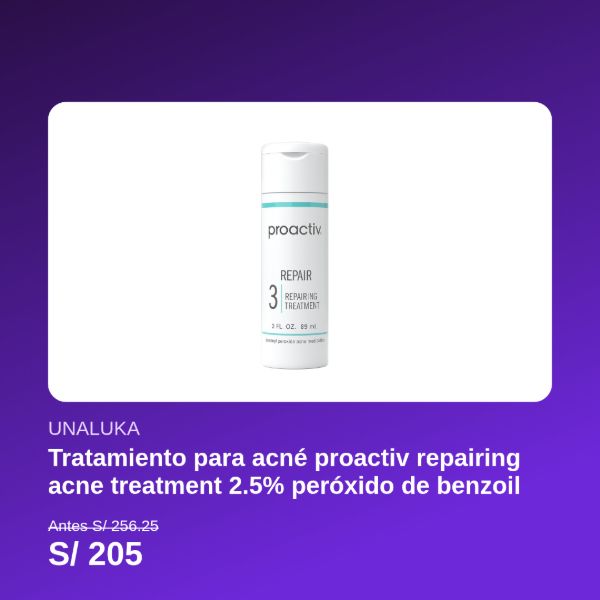 proactiv
REPAIR
3
REPAIRING
TREATMENT
3 FL. OZ. 89 ml
UNALUKA
Tratamiento para acné proactiv repairing
acne treatment 2.5% peróxido de benzoil
Antes S/ 256.25
S/ 205